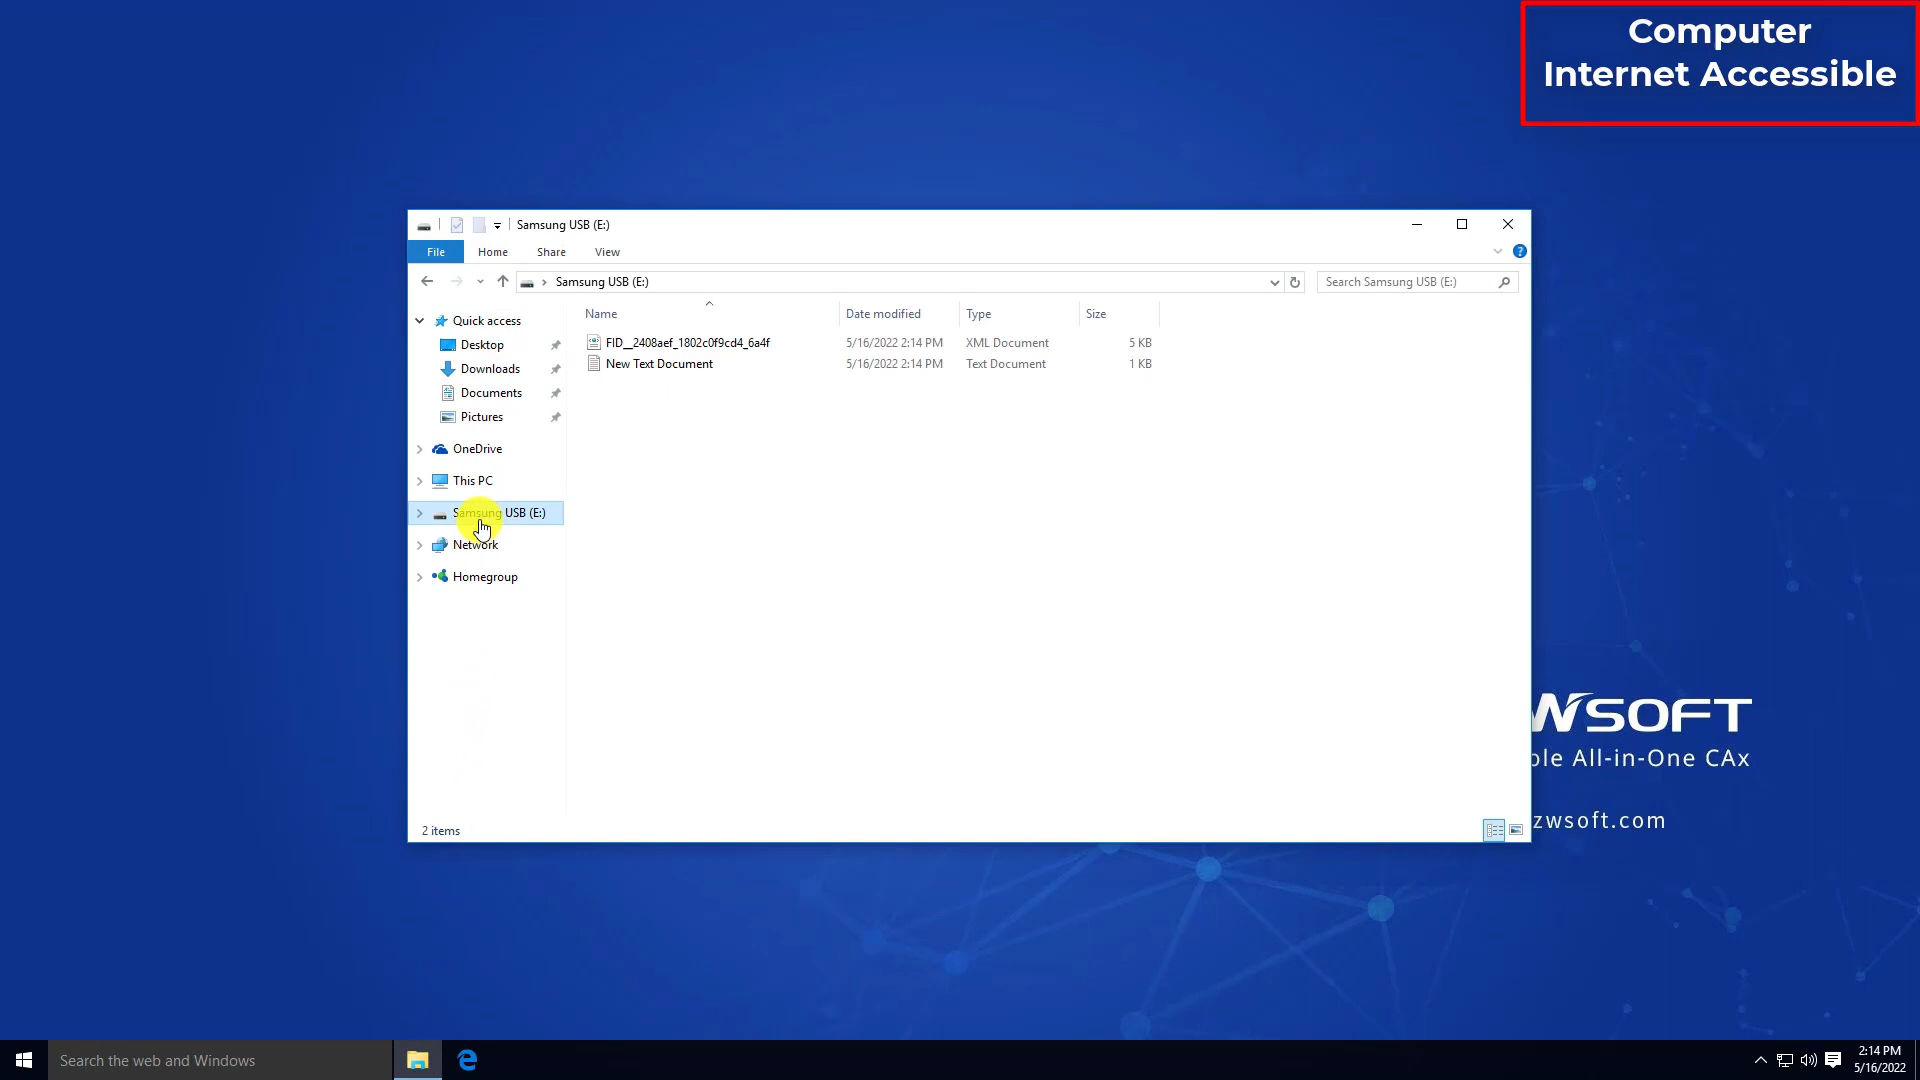 Computer
Internet Accessible
Samsung USB (E:)
File Home Share View
Samsung USB (E:)
Search Samsung USB (E:)
Name Date modified Type Size
Quick access
Desktop
Downloads
Documents
Pictures
OneDrive
This PC
Samsung USB (E:)
Network
Homegroup
FID__2408aef_1802c0f9cd4_6a4f 5/16/2022 2:14 PM XML Document 5 KB
New Text Document 5/16/2022 2:14 PM Text Document 1 KB
2 items
WSOFT
ble All-in-One CAx
zwsoft.com
Search the web and Windows
2:14 PM
5/16/2022